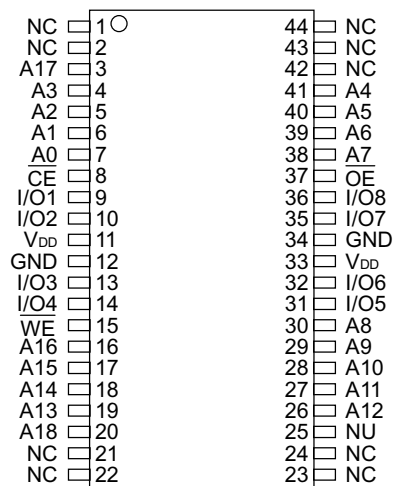 NC 1 44 NC
NC 2 43 NC
A17 3 42 NC
A3 4 41 A4
A2 5 40 A5
A1 6 39 A6
A0 7 38 A7
CE 8 37 OE
I/O1 9 36 I/O8
I/O2 10 35 I/O7
VDD 11 34 GND
GND 12 33 VDD
I/O3 13 32 I/O6
I/O4 14 31 I/O5
WE 15 30 A8
A16 16 29 A9
A15 17 28 A10
A14 18 27 A11
A13 19 26 A12
A18 20 25 NU
NC 21 24 NC
NC 22 23 NC